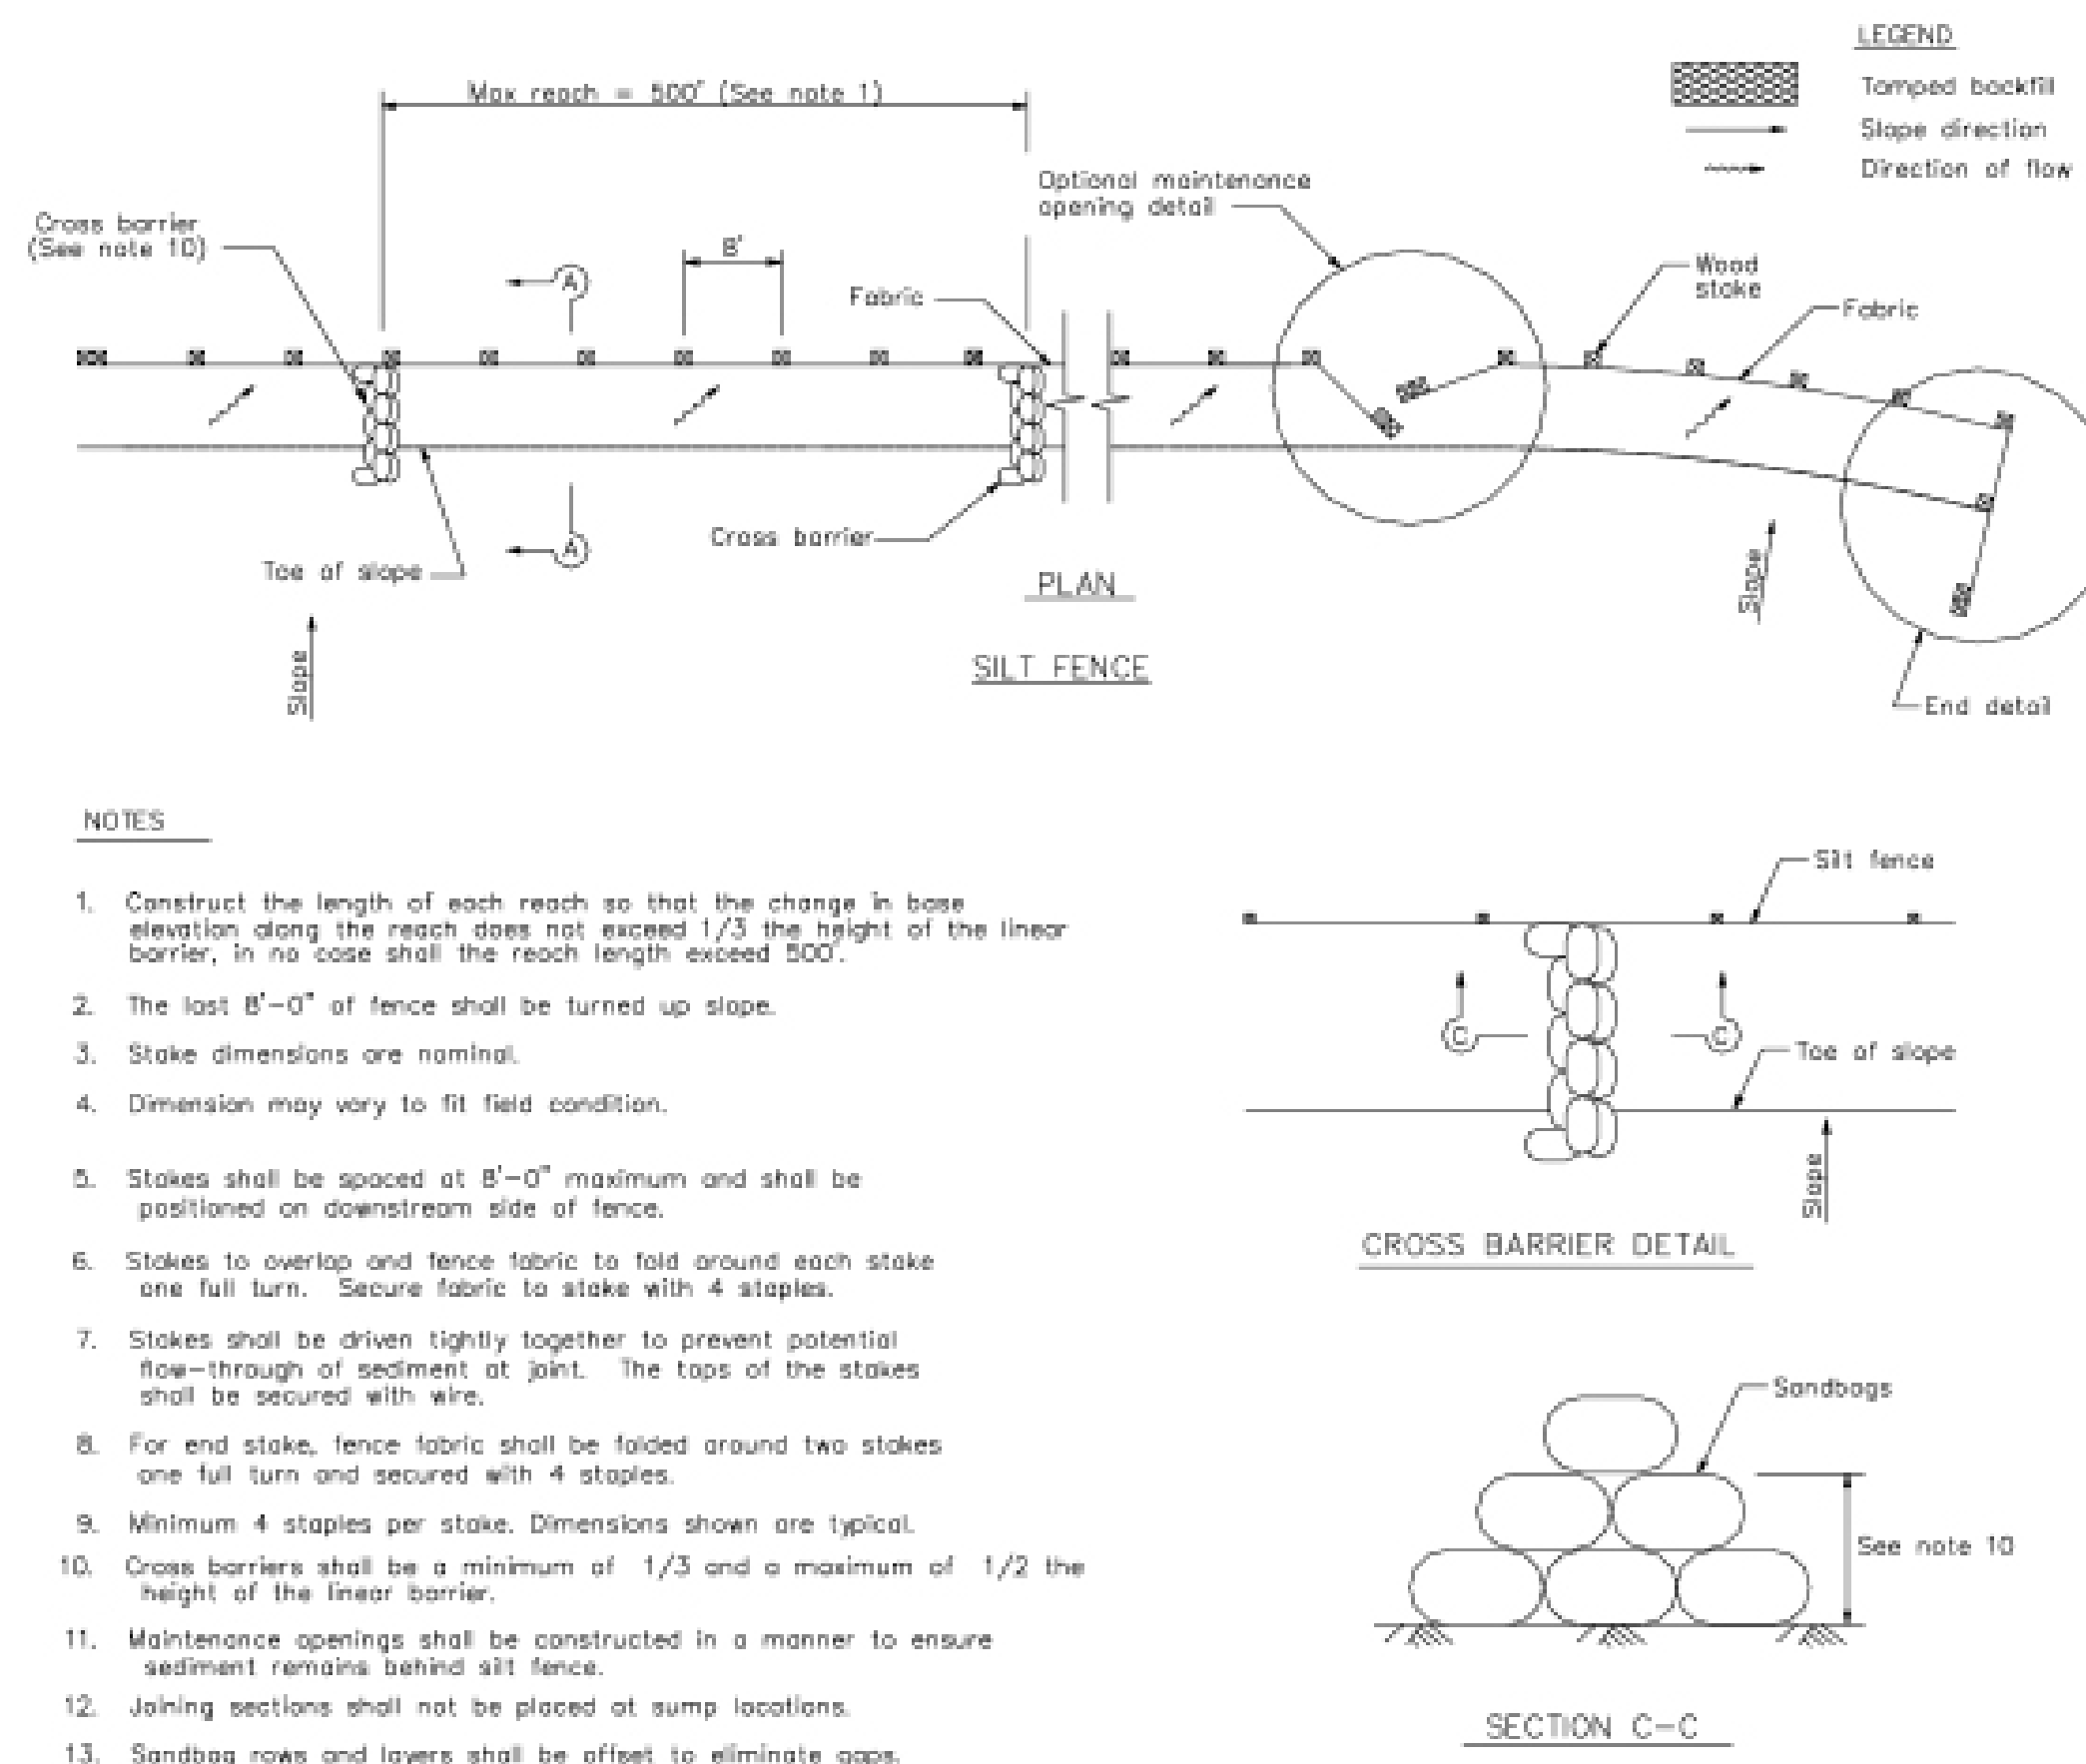 LEGEND
Tamped backfill
Slope direction
Direction of flow
Max reach = 500' (See note 1)
Optional maintenance
opening detail
Cross barrier
(See note 10)
A
8'
Fabric
Wood
stake
Fabric
Cross barrier
A
Toe of slope
PLAN
SILT FENCE
Slope
Slope
End detail
NOTES
1. Construct the length of each reach so that the change in base
elevation along the reach does not exceed 1/3 the height of the linear
barrier, in no case shall the reach length exceed 500'.
2. The last 8'-0" of fence shall be turned up slope.
3. Stake dimensions are nominal.
4. Dimension may vary to fit field condition.
5. Stakes shall be spaced at 8'-0" maximum and shall be
positioned on downstream side of fence.
6. Stakes to overlap and fence fabric to fold around each stake
one full turn. Secure fabric to stake with 4 staples.
7. Stakes shall be driven tightly together to prevent potential
flow-through of sediment at joint. The tops of the stakes
shall be secured with wire.
8. For end stake, fence fabric shall be folded around two stakes
one full turn and secured with 4 staples.
9. Minimum 4 staples per stake. Dimensions shown are typical.
10. Cross barriers shall be a minimum of 1/3 and a maximum of 1/2 the
height of the linear barrier.
11. Maintenance openings shall be constructed in a manner to ensure
sediment remains behind silt fence.
12. Joining sections shall not be placed at sump locations.
13. Sandbag rows and layers shall be offset to eliminate gaps.
Silt fence
C
C
Toe of slope
Slope
CROSS BARRIER DETAIL
Sandbags
See note 10
SECTION C-C